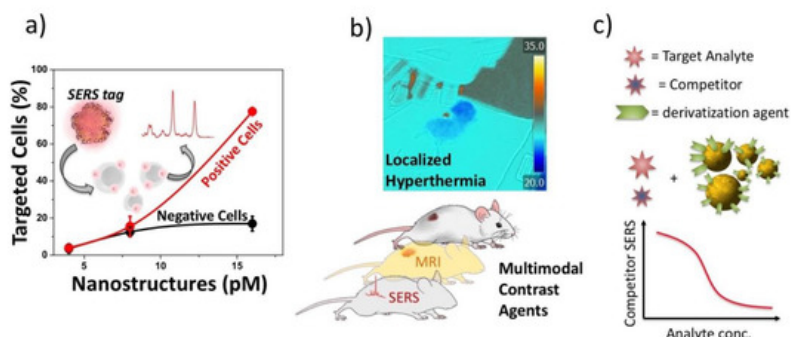 a)
Targeted Cells (%)
100
80
60
40
20
0
SERS tag
Positive Cells
Negative Cells
5
10
15
Nanostructures (pM)
b)
35.0
20.0
Localized
Hyperthermia
MRI
SERS
Multimodal
Contrast
Agents
c)
= Target Analyte
= Competitor
= derivatization agent
+
Competitor SERS
Analyte conc.